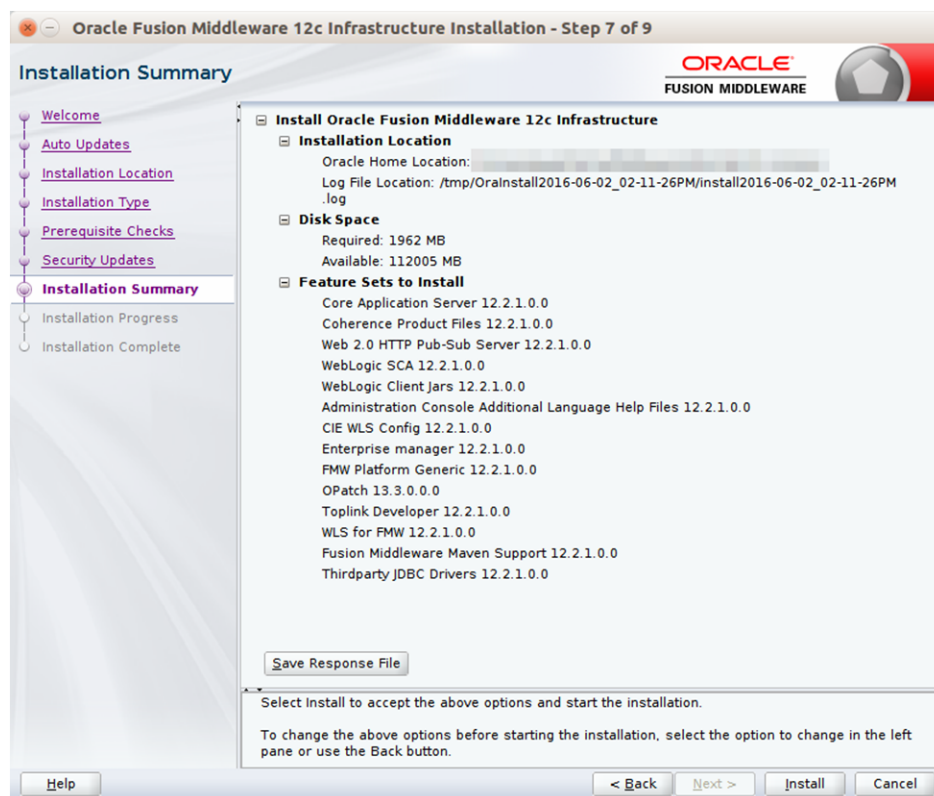 Oracle Fusion Middleware 12c Infrastructure Installation - Step 7 of 9
Installation Summary
ORACLE
FUSION MIDDLEWARE
Welcome
Auto Updates
Installation Location
Installation Type
Prerequisite Checks
Security Updates
Installation Summary
Installation Progress
Installation Complete
Install Oracle Fusion Middleware 12c Infrastructure
Installation Location
Oracle Home Location:
Log File Location: /tmp/OraInstall2016-06-02_02-11-26PM/install2016-06-02_02-11-26PM
.log
Disk Space
Required: 1962 MB
Available: 112005 MB
Feature Sets to Install
Core Application Server 12.2.1.0.0
Coherence Product Files 12.2.1.0.0
Web 2.0 HTTP Pub-Sub Server 12.2.1.0.0
WebLogic SCA 12.2.1.0.0
WebLogic Client Jars 12.2.1.0.0
Administration Console Additional Language Help Files 12.2.1.0.0
CIE WLS Config 12.2.1.0.0
Enterprise manager 12.2.1.0.0
FMW Platform Generic 12.2.1.0.0
OPatch 13.3.0.0.0
Toplink Developer 12.2.1.0.0
WLS for FMW 12.2.1.0.0
Fusion Middleware Maven Support 12.2.1.0.0
Thirdparty JDBC Drivers 12.2.1.0.0
Save Response File
Select Install to accept the above options and start the installation.
To change the above options before starting the installation, select the option to change in the left
pane or use the Back button.
Help
< Back
Next >
Install
Cancel